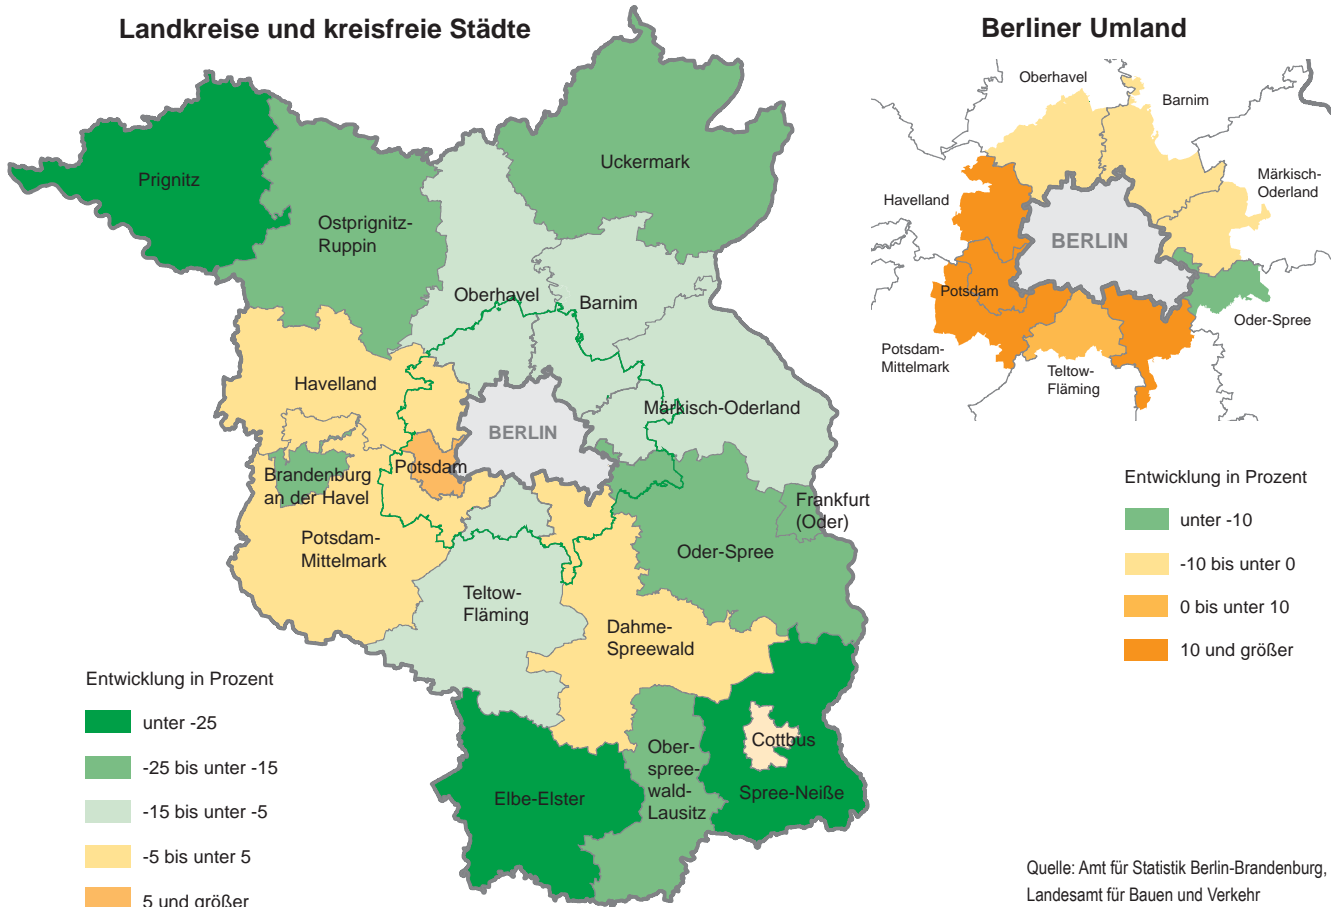 Landkreise und kreisfreie Städte
Prignitz
Ostprignitz-
Ruppin
Uckermark
Oberhavel
Barnim
Havelland
Märkisch-Oderland
BERLIN
Potsdam
Brandenburg
an der Havel
Frankfurt
(Oder)
Potsdam-
Mittelmark
Oder-Spree
Teltow-
Fläming
Dahme-
Spreewald
Cottbus
Ober-
spree-
wald-
Lausitz
Spree-Neiße
Elbe-Elster
Entwicklung in Prozent
unter -25
-25 bis unter -15
-15 bis unter -5
-5 bis unter 5
5 und größer
Berliner Umland
Oberhavel
Barnim
Märkisch-
Oderland
Havelland
BERLIN
Potsdam
Oder-Spree
Potsdam-
Mittelmark
Teltow-
Fläming
Entwicklung in Prozent
unter -10
-10 bis unter 0
0 bis unter 10
10 und größer
Quelle: Amt für Statistik Berlin-Brandenburg,
Landesamt für Bauen und Verkehr